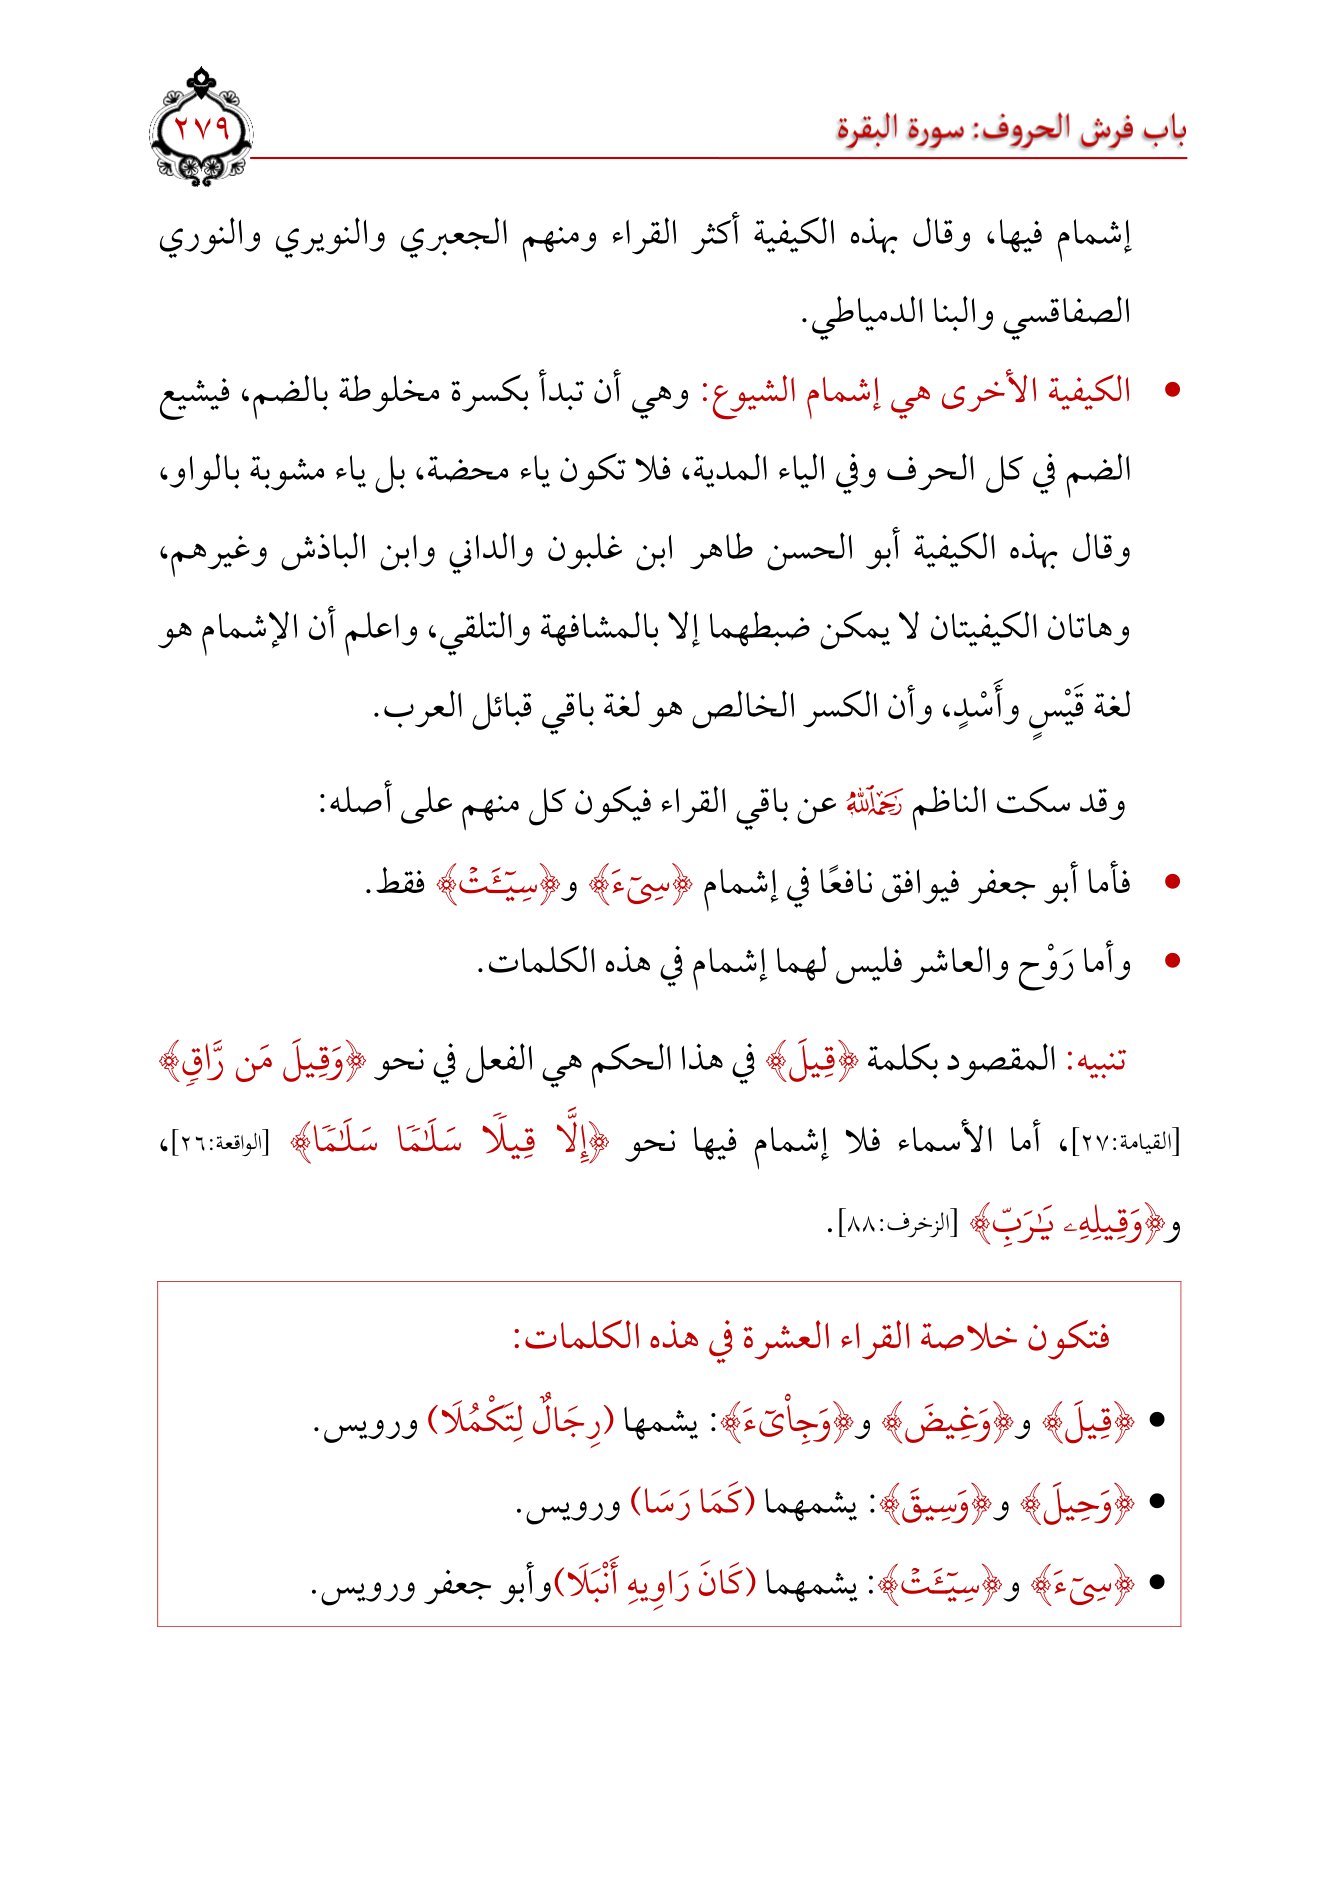 باب فرش الحروف: سورة البقرة
٢٧٩
إشمام فيها، وقال بهذه الكيفية أكثر القراء ومنهم الجعبري والنويري والنوري
الصفاقسي والبنا الدمياطي.
• الكيفية الأخرى هي إشمام الشيوع: وهي أن تبدأ بكسرة مخلوطة بالضم، فيشيع
الضم في كل الحرف وفي الياء المدية، فلا تكون ياء محضة، بل ياء مشوبة بالواو،
وقال بهذه الكيفية أبو الحسن طاهر ابن غلبون والداني وابن الباذش وغيرهم،
وهاتان الكيفيتان لا يمكن ضبطهما إلا بالمشافهة والتلقي، واعلم أن الإشمام هو
لغة قَيْسٍ وأَسْدٍ، وأن الكسر الخالص هو لغة باقي قبائل العرب.
وقد سكت الناظم رَحِمَهُ ٱللَّهُ عن باقي القراء فيكون كل منهم على أصله:
• فأما أبو جعفر فيوافق نافعًا في إشمام ﴿سِيٓءَ﴾ و﴿سِيٓـَٔتۡ﴾ فقط.
• وأما رَوْح والعاشر فليس لهما إشمام في هذه الكلمات.
تنبيه: المقصود بكلمة ﴿قِيلَ﴾ في هذا الحكم هي الفعل في نحو ﴿وَقِيلَ مَن رَّاقٖ﴾
[القيامة:٢٧]، أما الأسماء فلا إشمام فيها نحو ﴿إِلَّا قِيلٗا سَلَٰمٗا سَلَٰمٗا﴾ [الواقعة:٢٦]،
و﴿وَقِيلِهِۦ يَٰرَبِّ﴾ [الزخرف:٨٨].
فتكون خلاصة القراء العشرة في هذه الكلمات:
• ﴿قِيلَ﴾ و﴿وَغِيضَ﴾ و﴿وَجِاْيٓءَ﴾: يشمها (رِجَالٌ لِتَكْمُلَا) ورويس.
• ﴿وَحِيلَ﴾ و﴿وَسِيقَ﴾: يشمهما (كَمَا رَسَا) ورويس.
• ﴿سِيٓءَ﴾ و﴿سِيٓـَٔتۡ﴾: يشمهما (كَانَ رَاوِيهِ أَنْبَلَا)وأبو جعفر ورويس.